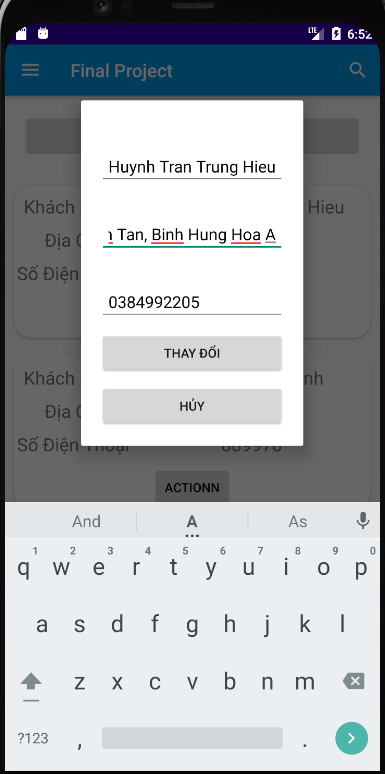 LTE 6:52
Final Project
Huynh Tran Trung Hieu
Khách Hieu
Tan, Binh Hung Hoa A
Địa C
Số Điện
0384992205
THAY ĐỔI
Khách nh
HỦY
Địa C
Số Điện Thoại 889978
ACTIONN
And A As
1 2 3 4 5 6 7 8 9 0
q w e r t y u i o p
a s d f g h j k l
z x c v b n m
?123 , .